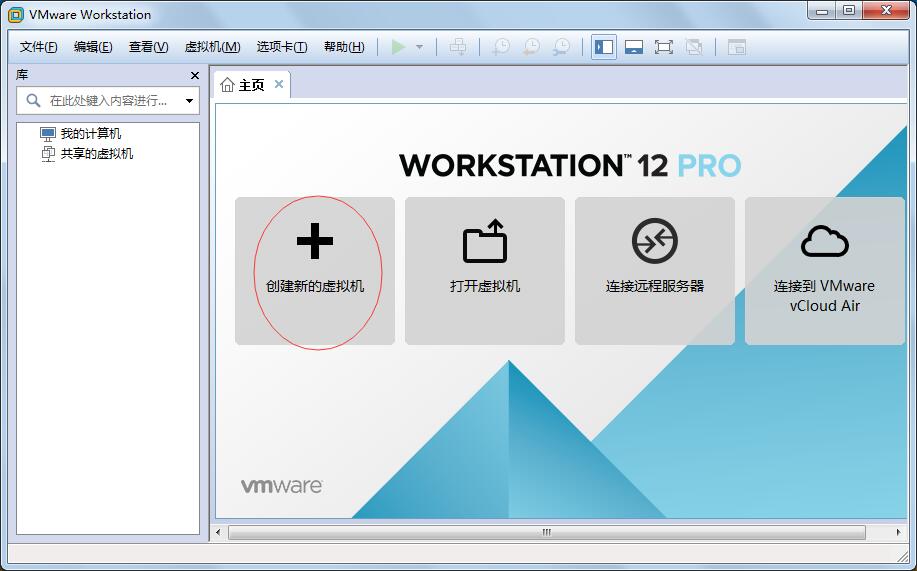 VMware Workstation
文件(F) 编辑(E) 查看(V) 虚拟机(M) 选项卡(T) 帮助(H)
库
在此处键入内容进行...
我的计算机
共享的虚拟机
主页
WORKSTATION™ 12 PRO
创建新的虚拟机
打开虚拟机
连接远程服务器
连接到 VMware
vCloud Air
vmware